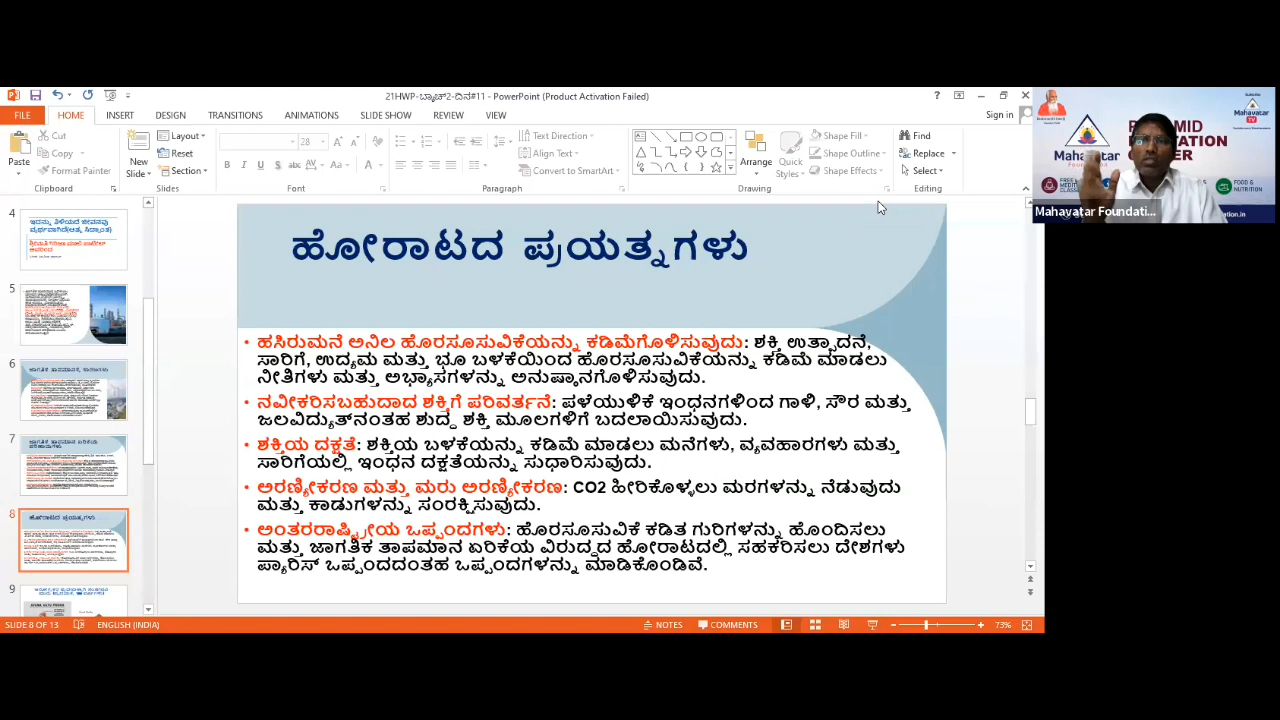 21HWP-ಬ್ಯಾಚ್2-ದಿನ#11 - PowerPoint (Product Activation Failed)
FILE HOME INSERT DESIGN TRANSITIONS ANIMATIONS SLIDE SHOW REVIEW VIEW Sign in
Paste
Cut
Copy
Format Painter
Clipboard
New Slide
Layout
Reset
Section
Slides
28
Font
Text Direction
Align Text
Convert to SmartArt
Paragraph
Arrange
Quick Styles
Shape Fill
Shape Outline
Shape Effects
Drawing
Find
Replace
Select
Editing
Mahavatar Foundati...
4
5
6
7
8
9
ಹೋರಾಟದ ಪ್ರಯತ್ನಗಳು
• ಹಸಿರುಮನೆ ಅನಿಲ ಹೊರಸೂಸುವಿಕೆಯನ್ನು ಕಡಿಮೆಗೊಳಿಸುವುದು: ಶಕ್ತಿ ಉತ್ಪಾದನೆ,
ಸಾರಿಗೆ, ಉದ್ಯಮ ಮತ್ತು ಭೂ ಬಳಕೆಯಿಂದ ಹೊರಸೂಸುವಿಕೆಯನ್ನು ಕಡಿಮೆ ಮಾಡಲು
ನೀತಿಗಳು ಮತ್ತು ಅಭ್ಯಾಸಗಳನ್ನು ಅನುಷ್ಠಾನಗೊಳಿಸುವುದು.
• ನವೀಕರಿಸಬಹುದಾದ ಶಕ್ತಿಗೆ ಪರಿವರ್ತನೆ: ಪಳೆಯುಳಿಕೆ ಇಂಧನಗಳಿಂದ ಗಾಳಿ, ಸೌರ ಮತ್ತು
ಜಲವಿದ್ಯುತ್‌ನಂತಹ ಶುದ್ಧ ಶಕ್ತಿ ಮೂಲಗಳಿಗೆ ಬದಲಾಯಿಸುವುದು.
• ಶಕ್ತಿಯ ದಕ್ಷತೆ: ಶಕ್ತಿಯ ಬಳಕೆಯನ್ನು ಕಡಿಮೆ ಮಾಡಲು ಮನೆಗಳು, ವ್ಯವಹಾರಗಳು ಮತ್ತು
ಸಾರಿಗೆಯಲ್ಲಿ ಇಂಧನ ದಕ್ಷತೆಯನ್ನು ಸುಧಾರಿಸುವುದು.
• ಅರಣ್ಯೀಕರಣ ಮತ್ತು ಮರು ಅರಣ್ಯೀಕರಣ: CO2 ಹೀರಿಕೊಳ್ಳಲು ಮರಗಳನ್ನು ನೆಡುವುದು
ಮತ್ತು ಕಾಡುಗಳನ್ನು ಸಂರಕ್ಷಿಸುವುದು.
• ಅಂತರರಾಷ್ಟ್ರೀಯ ಒಪ್ಪಂದಗಳು: ಹೊರಸೂಸುವಿಕೆ ಕಡಿತ ಗುರಿಗಳನ್ನು ಹೊಂದಿಸಲು
ಮತ್ತು ಜಾಗತಿಕ ತಾಪಮಾನ ಏರಿಕೆಯ ವಿರುದ್ಧದ ಹೋರಾಟದಲ್ಲಿ ಸಹಕರಿಸಲು ದೇಶಗಳು
ಪ್ಯಾರಿಸ್ ಒಪ್ಪಂದದಂತಹ ಒಪ್ಪಂದಗಳನ್ನು ಮಾಡಿಕೊಂಡಿವೆ.
SLIDE 8 OF 13 ENGLISH (INDIA) NOTES COMMENTS 73%